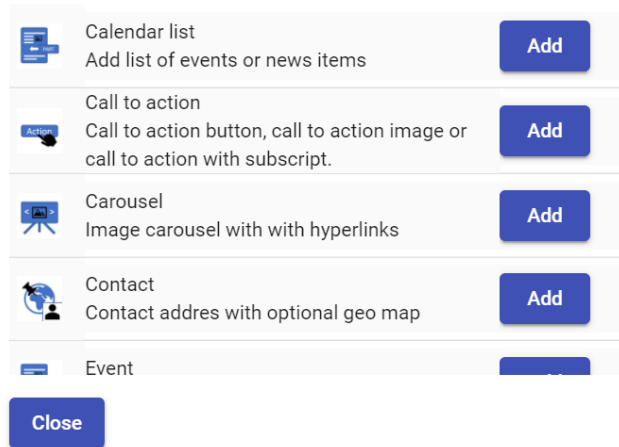 Calendar list
Add list of events or news items
Add
Call to action
Call to action button, call to action image or
call to action with subscript.
Add
Action
Carousel
Image carousel with with hyperlinks
Add
Contact
Contact addres with optional geo map
Add
Event
Close